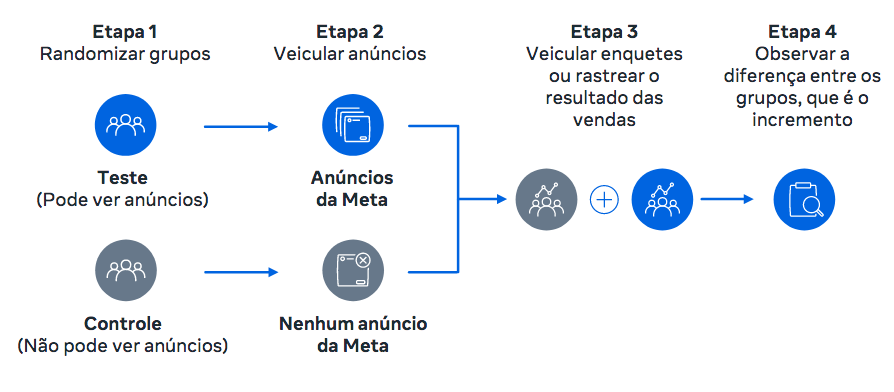 Etapa 1
Randomizar grupos
Etapa 2
Veicular anúncios
Etapa 3
Veicular enquetes
ou rastrear o
resultado das
vendas
Etapa 4
Observar a
diferença entre os
grupos, que é o
incremento
Teste
(Pode ver anúncios)
Anúncios
da Meta
Controle
(Não pode ver anúncios)
Nenhum anúncio
da Meta